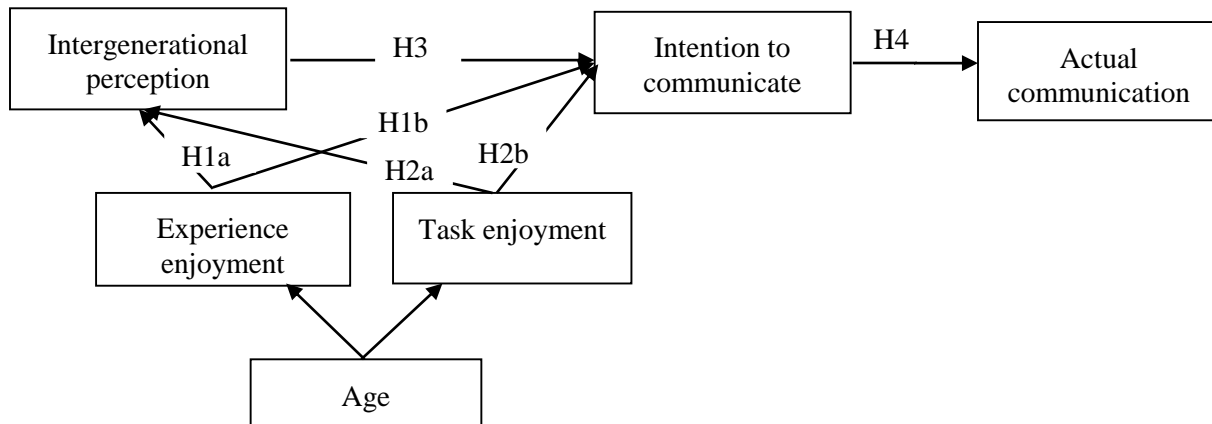 Intergenerational
perception
H3
Intention to
communicate
H4
Actual
communication
H1b
H1a
H2a
H2b
Experience
enjoyment
Task enjoyment
Age